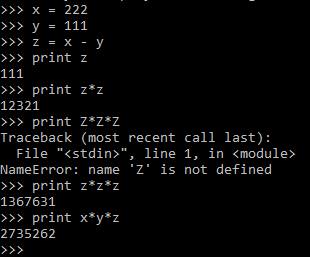 >>> x = 222
>>> y = 111
>>> z = x - y
>>> print z
111
>>> print z*z
12321
>>> print Z*Z*Z
Traceback (most recent call last):
  File "<stdin>", line 1, in <module>
NameError: name 'Z' is not defined
>>> print z*z*z
1367631
>>> print x*y*z
2735262
>>>